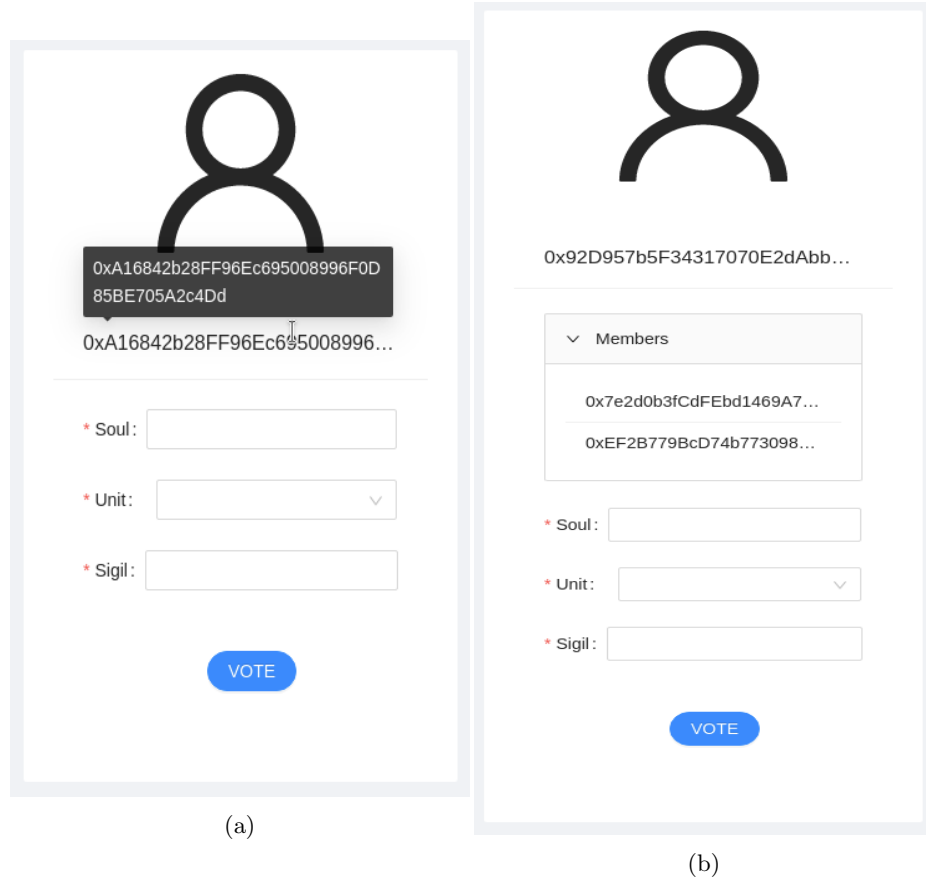 0xA16842b28FF96Ec695008996F0D
85BE705A2c4Dd
0xA16842b28FF96Ec695008996...
* Soul:
* Unit:
* Sigil:
VOTE
(a)
0x92D957b5F34317070E2dAbb...
Members
0x7e2d0b3fCdFEbd1469A7...
0xEF2B779BcD74b773098...
* Soul:
* Unit:
* Sigil:
VOTE
(b)